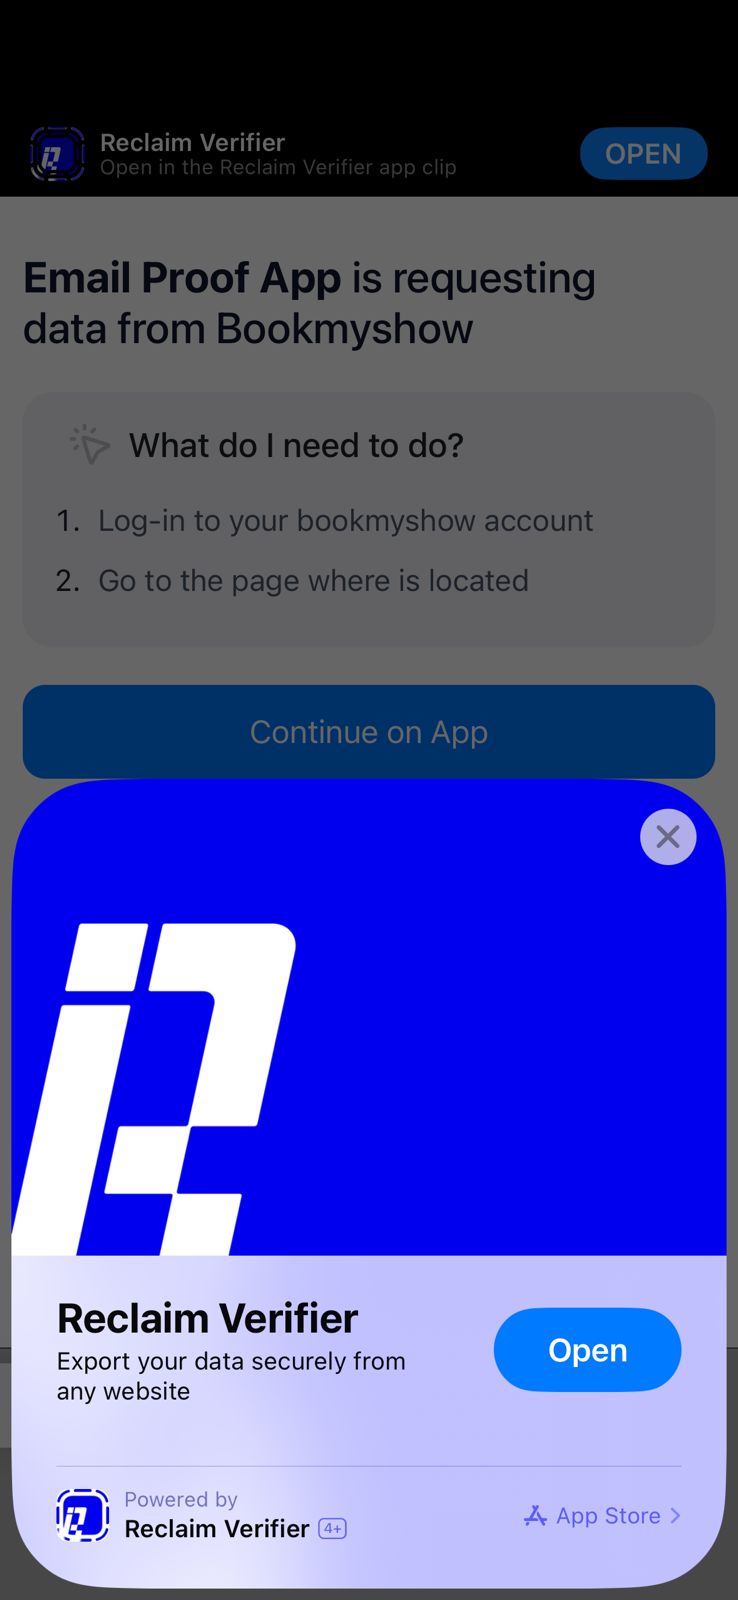 Reclaim Verifier
Open in the Reclaim Verifier app clip
OPEN
Email Proof App is requesting
data from Bookmyshow
What do I need to do?
1. Log-in to your bookmyshow account
2. Go to the page where is located
Continue on App
Reclaim Verifier
Export your data securely from
any website
Open
Powered by
Reclaim Verifier 4+
App Store